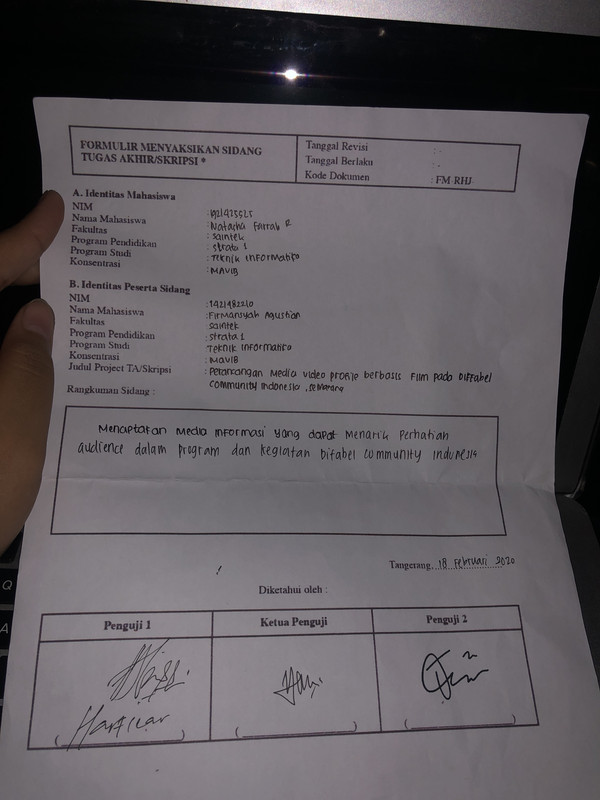 FORMULIR MENYAKSIKAN SIDANG
TUGAS AKHIR/SKRIPSI *
Tanggal Revisi : -
Tanggal Berlaku : -
Kode Dokumen : FM-RHJ
A. Identitas Mahasiswa
NIM
Nama Mahasiswa : Natacha Farrah R
Fakultas : saintek
Program Pendidikan : strata 1
Program Studi : Teknik Informatika
Konsentrasi : MAVIB
B. Identitas Peserta Sidang
NIM : 1421482210
Nama Mahasiswa : Firmansyah Agustian
Fakultas : saintek
Program Pendidikan : strata 1
Program Studi Teknik Informatika
Konsentrasi : MAVIB
Judul Project TA/Skripsi : Perancangan Media video profile berbasis Film pada Diffabel
community Indonesia,
Rangkuman Sidang :
Menciptakan Media informasi yang dapat Menarik Perhatian
audience dalam program dan kegiatan Difabel community Indonesia
Tangerang, 18 Februari 2020
Diketahui oleh :
Penguji 1 Ketua Penguji Penguji 2